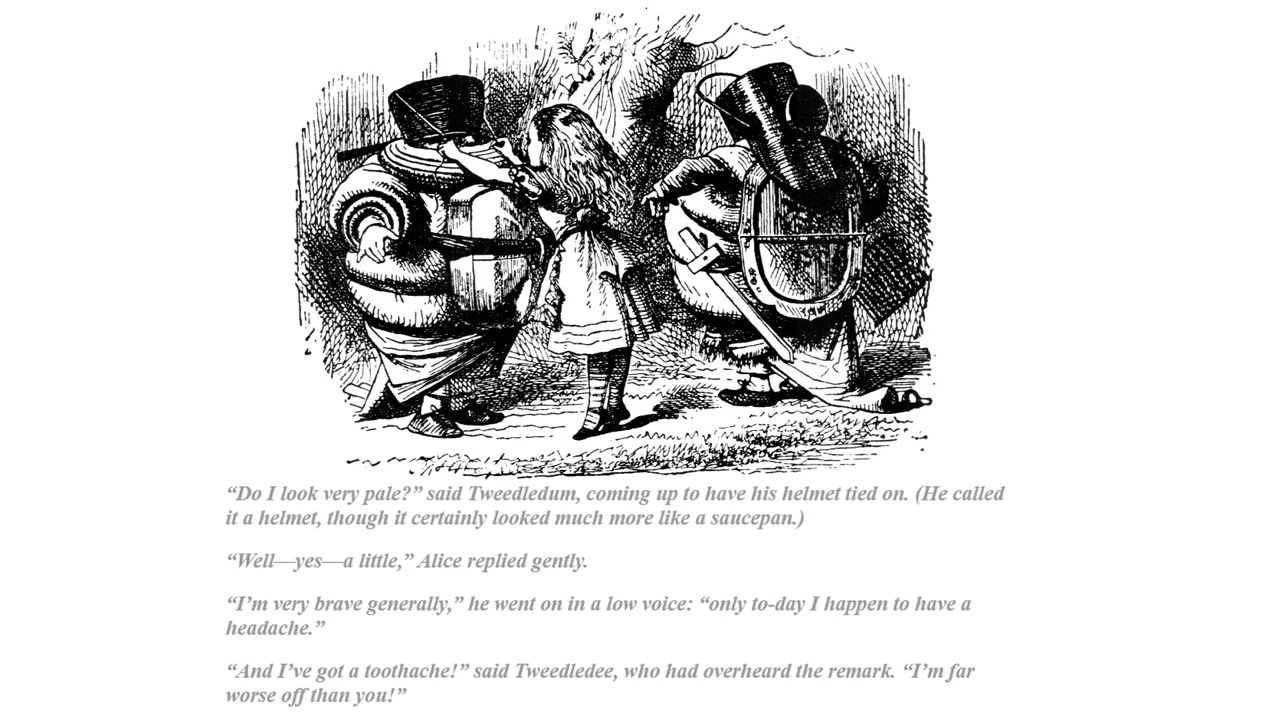 “Do I look very pale?” said Tweedledum, coming up to have his helmet tied on. (He called
it a helmet, though it certainly looked much more like a saucepan.)
“Well—yes—a little,” Alice replied gently.
“I’m very brave generally,” he went on in a low voice: “only to-day I happen to have a
headache.”
“And I’ve got a toothache!” said Tweedledee, who had overheard the remark. “I’m far
worse off than you!”